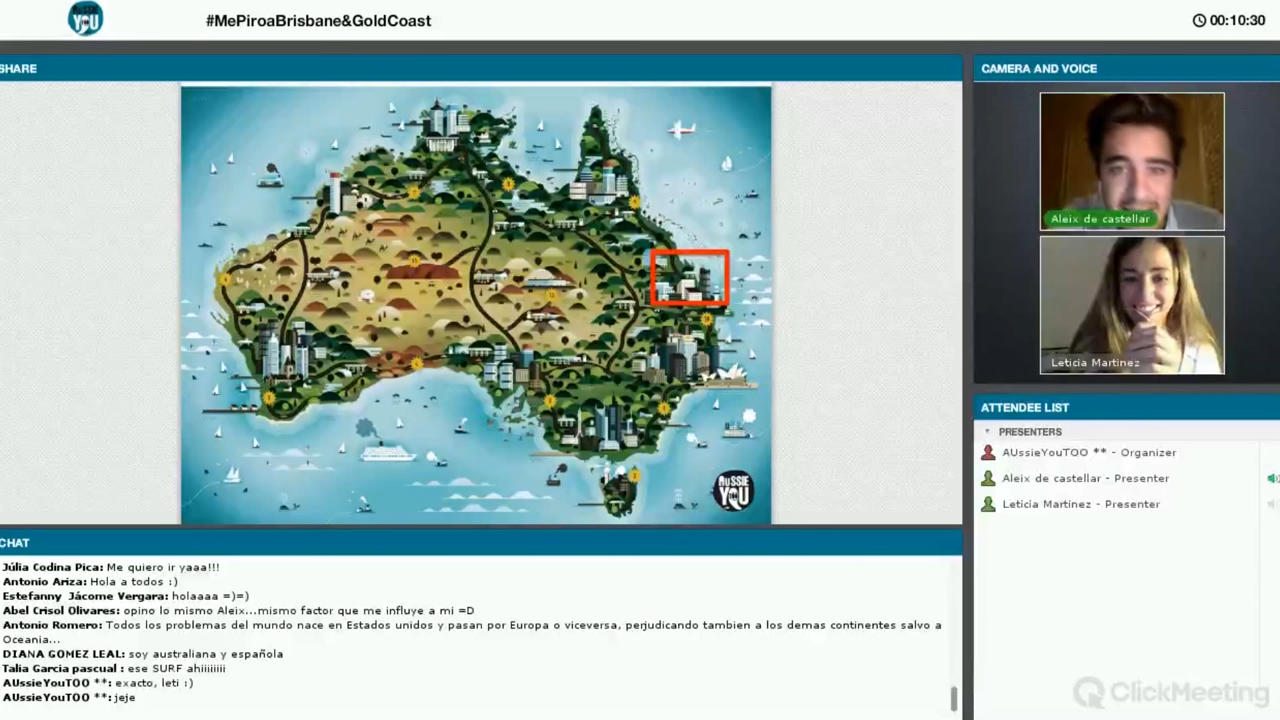 AUSSIE
YOU
TOO
#MePiroaBrisbane&GoldCoast
00:10:30
SHARE
CAMERA AND VOICE
Aleix de castellar
Leticia Martinez
AUSSIE
YOU
TOO
ATTENDEE LIST
PRESENTERS
AUssieYouTOO ** - Organizer
Aleix de castellar - Presenter
Leticia Martinez - Presenter
CHAT
Júlia Codina Pica: Me quiero ir yaaa!!!
Antonio Ariza: Hola a todos :)
Estefanny Jácome Vergara: holaaaa =)=)
Abel Crisol Olivares: opino lo mismo Aleix...mismo factor que me influye a mi =D
Antonio Romero: Todos los problemas del mundo nace en Estados unidos y pasan por Europa o viceversa, perjudicando tambien a los demas continentes salvo a
Oceania...
DIANA GOMEZ LEAL: soy australiana y española
Talia Garcia pascual : ese SURF ahiiiiiiii
AUssieYouTOO **: exacto, leti :)
AUssieYouTOO **: jeje
ClickMeeting